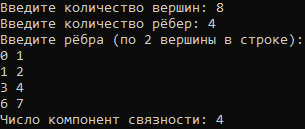 Введите количество вершин: 8
Введите количество рёбер: 4
Введите рёбра (по 2 вершины в строке):
0 1
1 2
3 4
6 7
Число компонент связности: 4